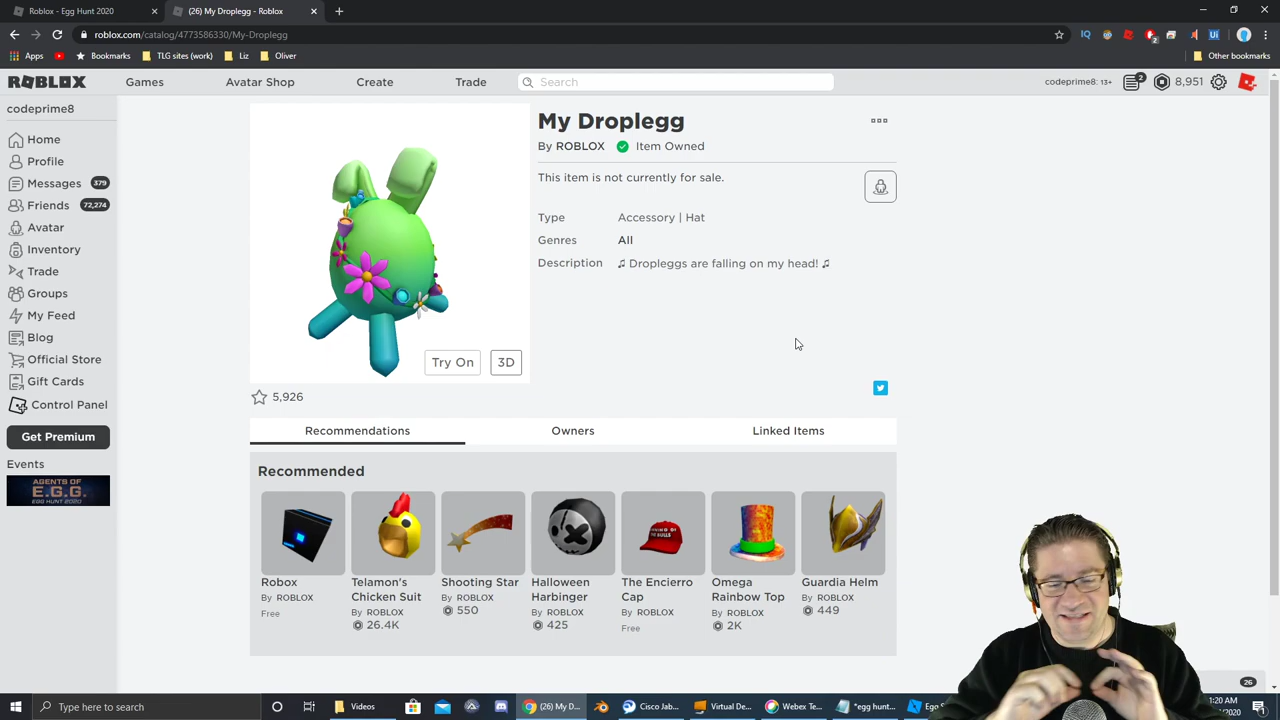 Roblox - Egg Hunt 2020
(26) My Droplegg - Roblox
roblox.com/catalog/4773586330/My-Droplegg
Apps
Bookmarks
TLG sites (work)
Liz
Oliver
Other bookmarks
ROBLOX
Games
Avatar Shop
Create
Trade
Search
codeprime8: 13+
2
8,951
codeprime8
Home
Profile
Messages 379
Friends 72,274
Avatar
Inventory
Trade
Groups
My Feed
Blog
Official Store
Gift Cards
Control Panel
Get Premium
Events
AGENTS OF
E.G.G.
EGG HUNT 2020
Try On
3D
5,926
My Droplegg
By ROBLOX Item Owned
This item is not currently for sale.
Type Accessory | Hat
Genres All
Description ♫ Dropleggs are falling on my head! ♫
Recommendations
Owners
Linked Items
Recommended
Robox
By ROBLOX
Free
Telamon's
Chicken Suit
By ROBLOX
26.4K
Shooting Star
By ROBLOX
550
Halloween
Harbinger
By ROBLOX
425
The Encierro
Cap
By ROBLOX
Free
Omega
Rainbow Top
By ROBLOX
2K
Guardia Helm
By ROBLOX
449
26
Type here to search
Videos
(26) My D...
Cisco Jab...
Virtual De...
Webex Te...
*egg hunt...